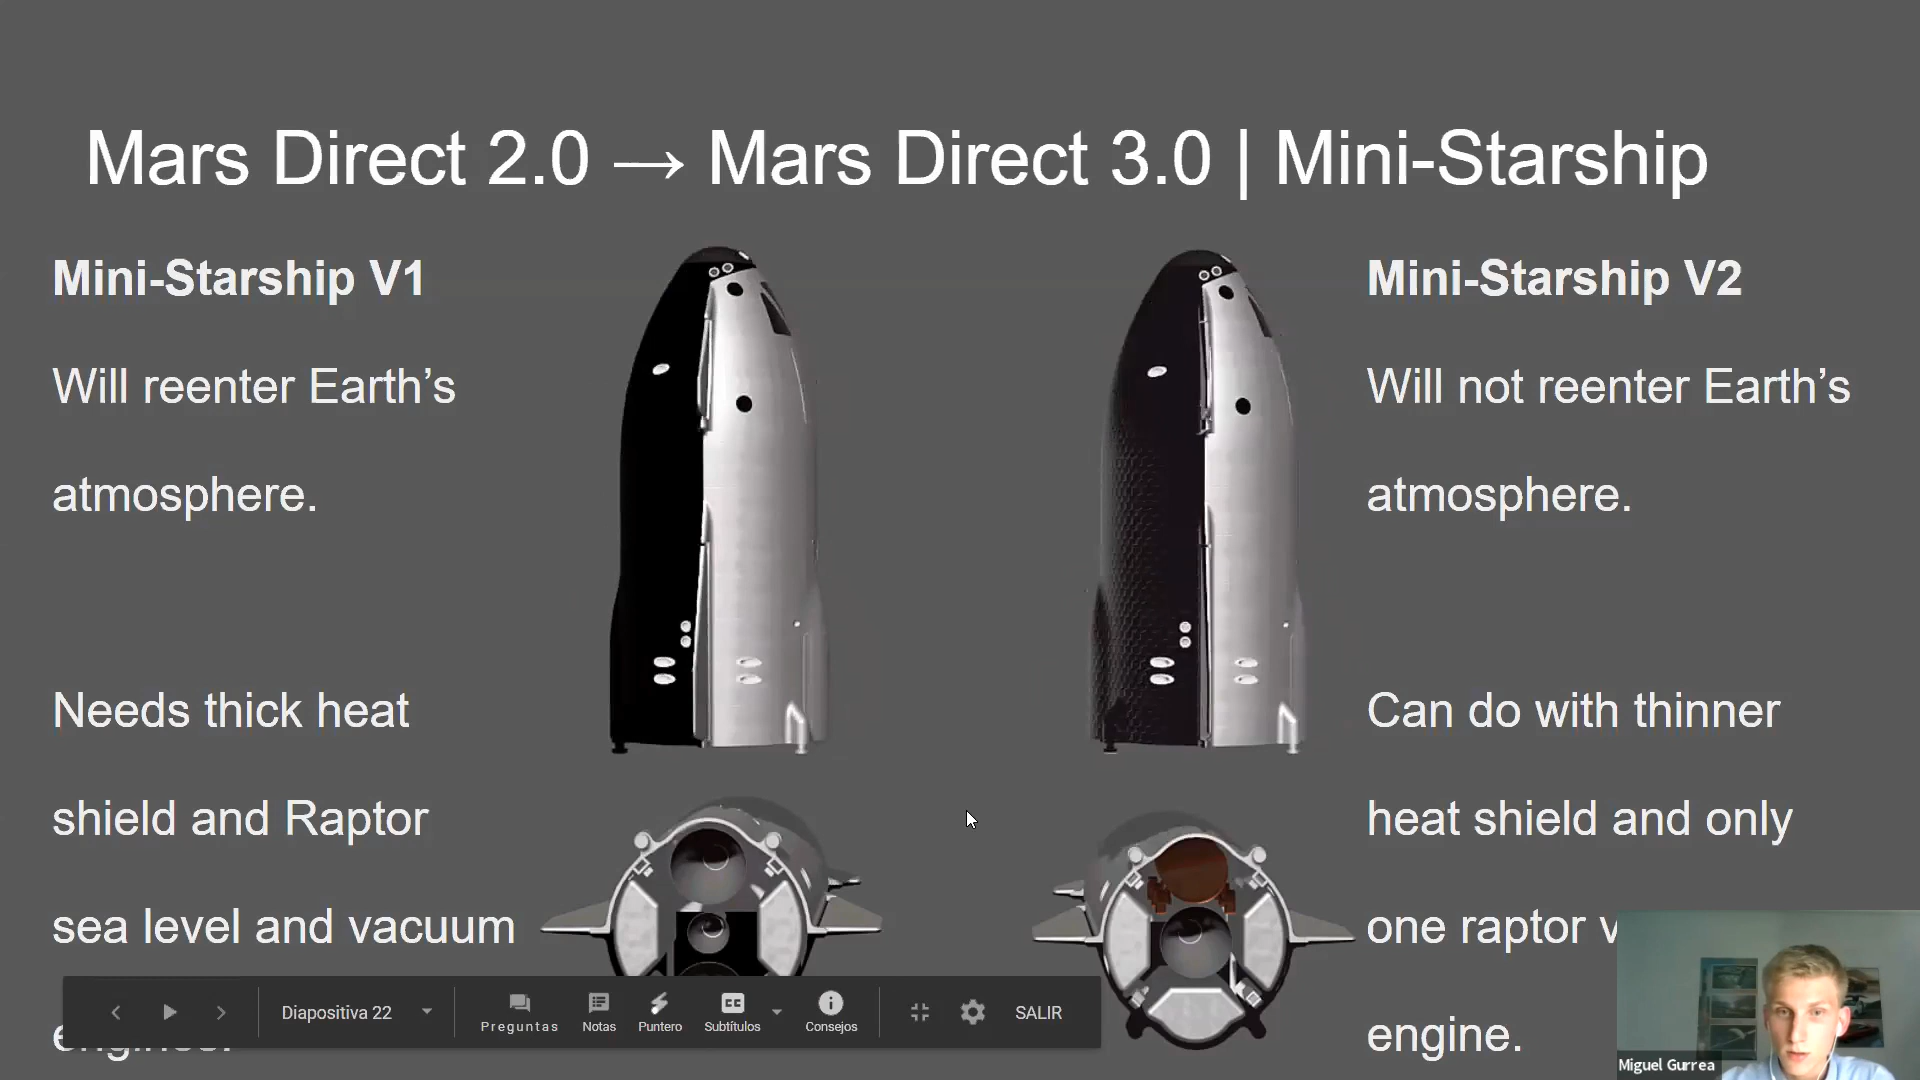 Mars Direct 2.0 → Mars Direct 3.0 | Mini-Starship
Mini-Starship V1
Will reenter Earth’s
atmosphere.
Needs thick heat
shield and Raptor
sea level and vacuum
Mini-Starship V2
Will not reenter Earth’s
atmosphere.
Can do with thinner
heat shield and only
one raptor
engine.
Diapositiva 22
Preguntas
Notas
Puntero
CC
Subtítulos
Consejos
SALIR
Miguel Gurrea